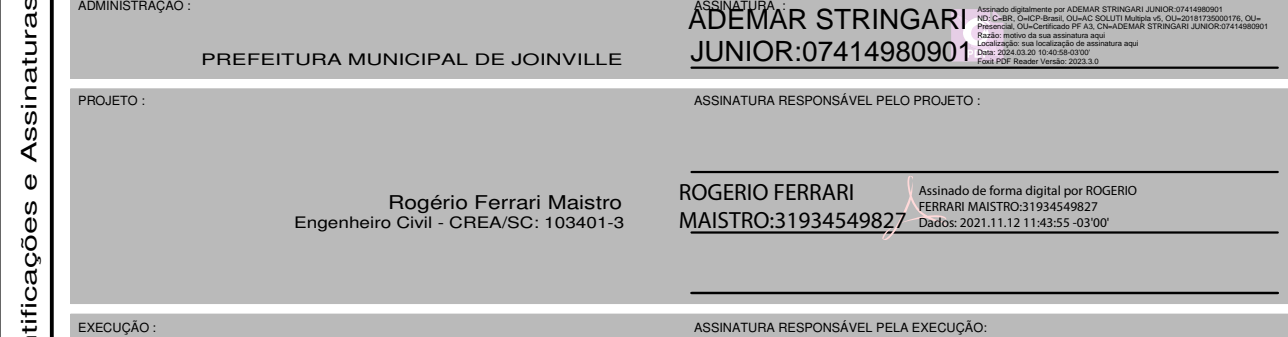 ADMINISTRAÇÃO :
PREFEITURA MUNICIPAL DE JOINVILLE
ASSINATURA :
ADEMAR STRINGARI
JUNIOR:07414980901
Assinado digitalmente por ADEMAR STRINGARI JUNIOR:07414980901
ND: C=BR, O=ICP-Brasil, OU=AC SOLUTI Multipla v5, OU=20181735000176, OU=
Presencial, OU=Certificado PF A3, CN=ADEMAR STRINGARI JUNIOR:07414980901
Razão: motivo da sua assinatura aqui
Localização: sua localização de assinatura aqui
Data: 2024.03.20 10:40:58-03'00'
Foxit PDF Reader Versão: 2023.3.0
PROJETO :
Rogério Ferrari Maistro
Engenheiro Civil - CREA/SC: 103401-3
ASSINATURA RESPONSÁVEL PELO PROJETO :
ROGERIO FERRARI
MAISTRO:31934549827
Assinado de forma digital por ROGERIO
FERRARI MAISTRO:31934549827
Dados: 2021.11.12 11:43:55 -03'00'
EXECUÇÃO :
ASSINATURA RESPONSÁVEL PELA EXECUÇÃO:
tificações e Assinaturas